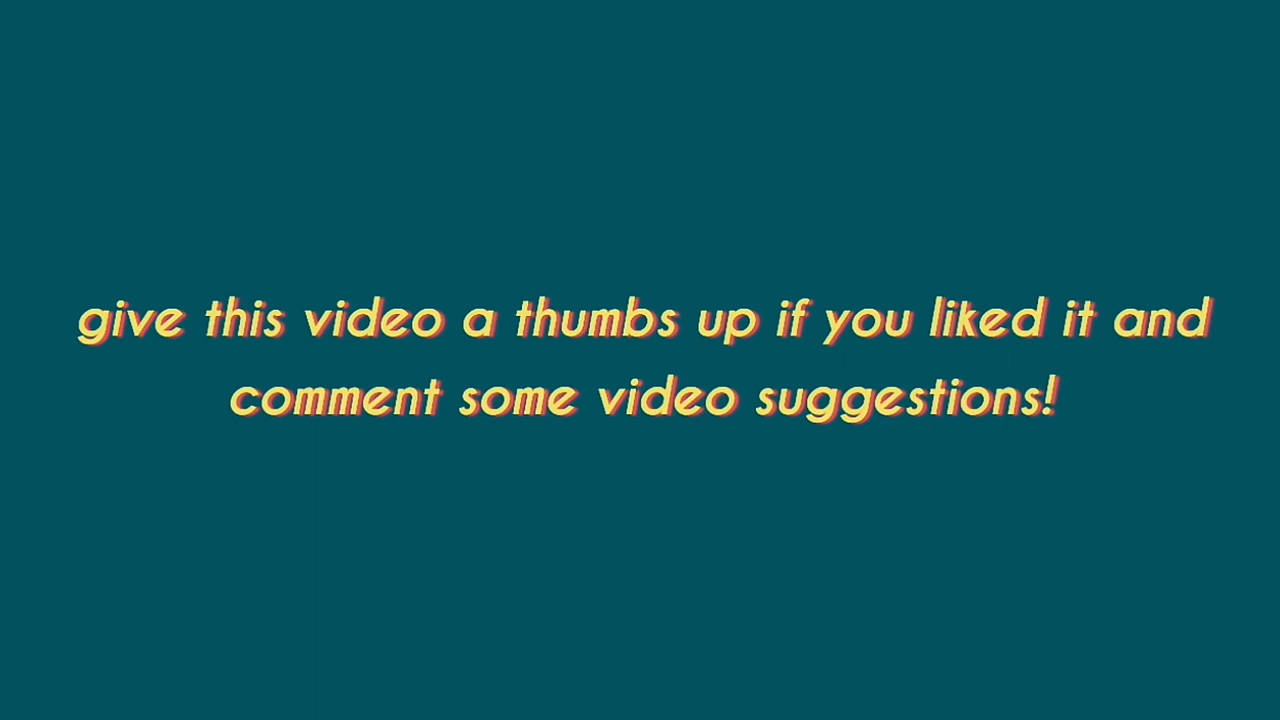 give this video a thumbs up if you liked it and
comment some video suggestions!